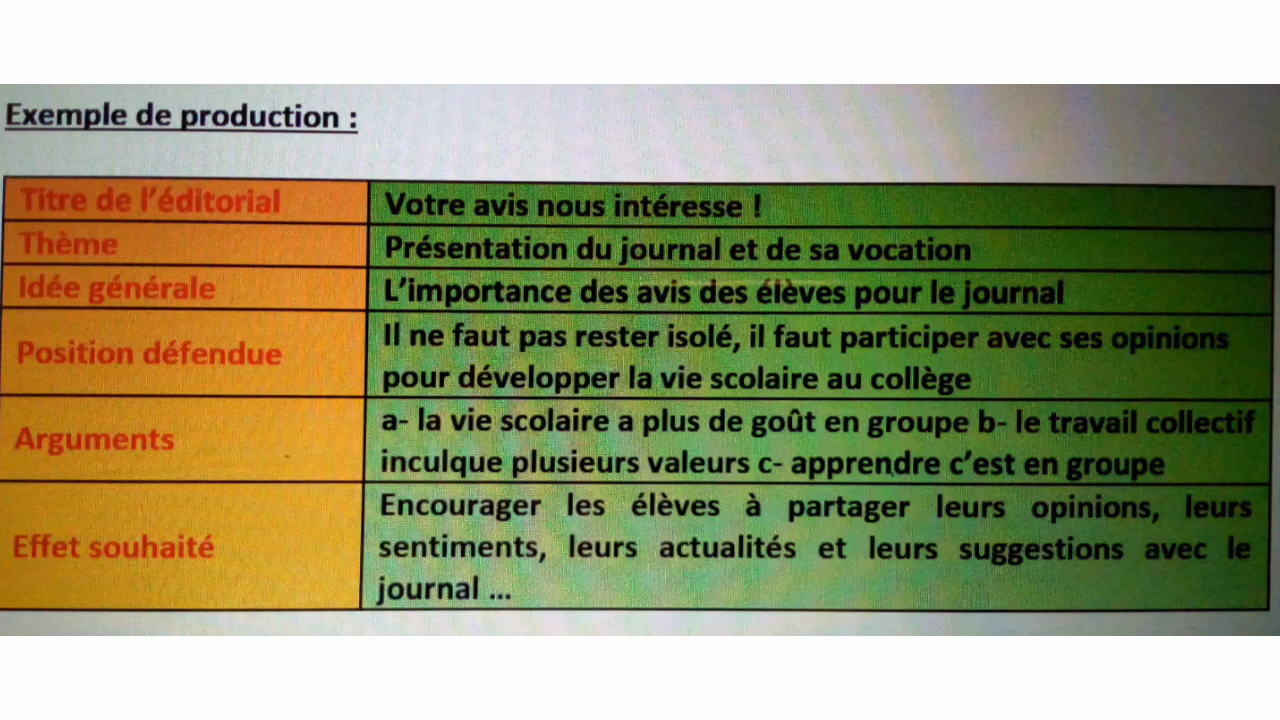 Exemple de production :
Titre de l'éditorial
Votre avis nous intéresse !
Thème
Présentation du journal et de sa vocation
Idée générale
L'importance des avis des élèves pour le journal
Position défendue
Il ne faut pas rester isolé, il faut participer avec ses opinions
pour développer la vie scolaire au collège
Arguments
a- la vie scolaire a plus de goût en groupe b- le travail collectif
inculque plusieurs valeurs c- apprendre c'est en groupe
Effet souhaité
Encourager les élèves à partager leurs opinions, leurs
sentiments, leurs actualités et leurs suggestions avec le
journal ...